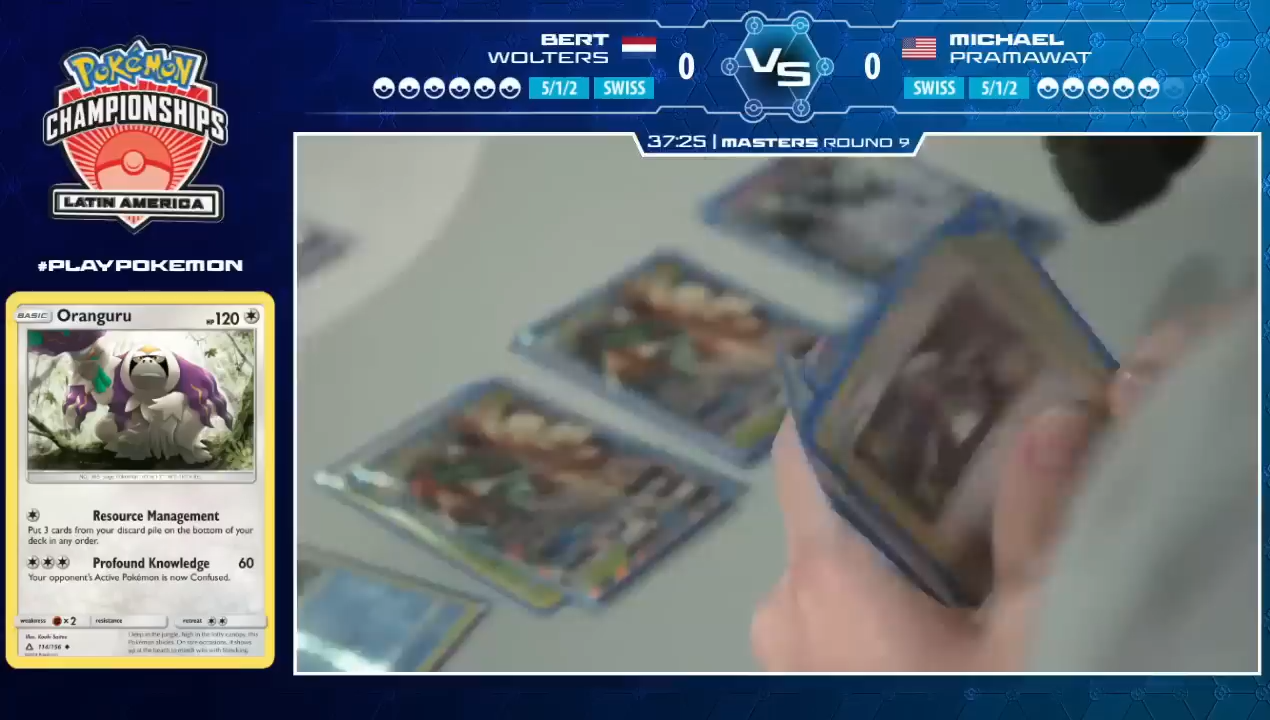 POKÉMON
CHAMPIONSHIPS
LATIN AMERICA
#PLAYPOKEMON
BERT
WOLTERS
0
5/1/2
SWISS
VS
0
MICHAEL
PRAMAWAT
SWISS
5/1/2
37:25 | MASTERS ROUND 9
BASIC Oranguru HP120
Resource Management
Put 3 cards from your discard pile on the bottom of your
deck in any order.
Profound Knowledge 60
Your opponent's Active Pokémon is now Confused.
weakness x2 resistance retreat
114/156